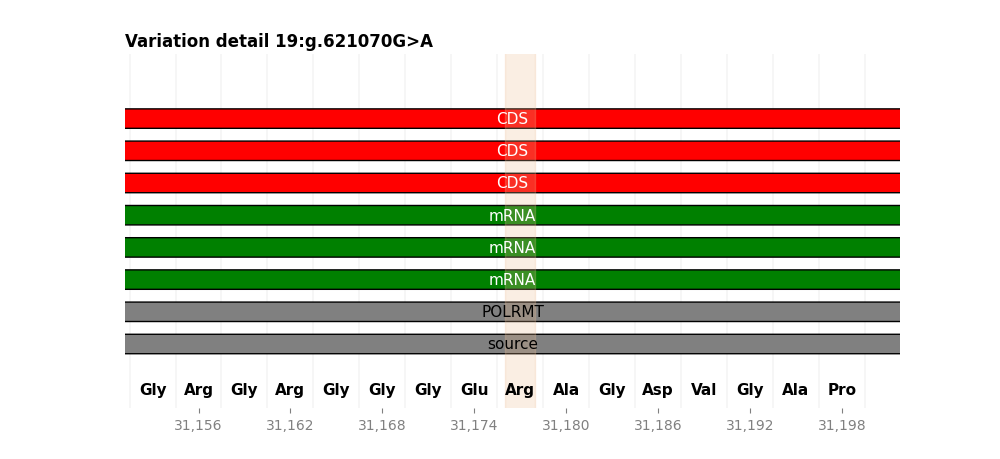 Variation detail 19:g.621070G>A
CDS
CDS
CDS
mRNA
mRNA
mRNA
POLRMT
source
Gly Arg Gly Arg Gly Gly Gly Glu Arg Ala Gly Asp Val Gly Ala Pro
31,156 31,162 31,168 31,174 31,180 31,186 31,192 31,198